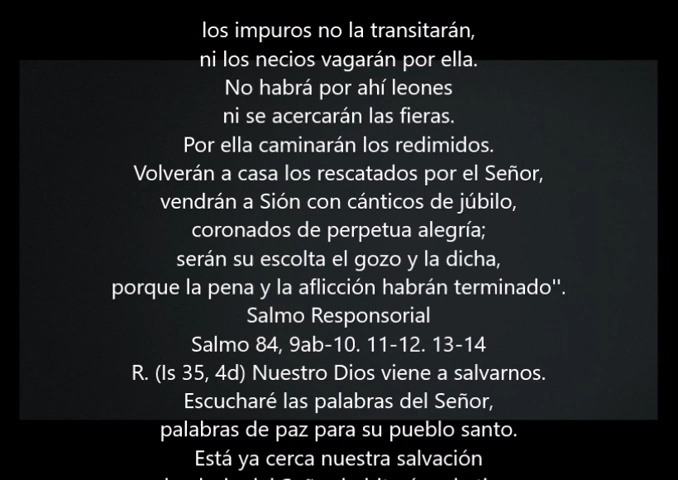 los impuros no la transitarán,
ni los necios vagarán por ella.
No habrá por ahí leones
ni se acercarán las fieras.
Por ella caminarán los redimidos.
Volverán a casa los rescatados por el Señor,
vendrán a Sión con cánticos de júbilo,
coronados de perpetua alegría;
serán su escolta el gozo y la dicha,
porque la pena y la aflicción habrán terminado".
Salmo Responsorial
Salmo 84, 9ab-10. 11-12. 13-14
R. (Is 35, 4d) Nuestro Dios viene a salvarnos.
Escucharé las palabras del Señor,
palabras de paz para su pueblo santo.
Está ya cerca nuestra salvación